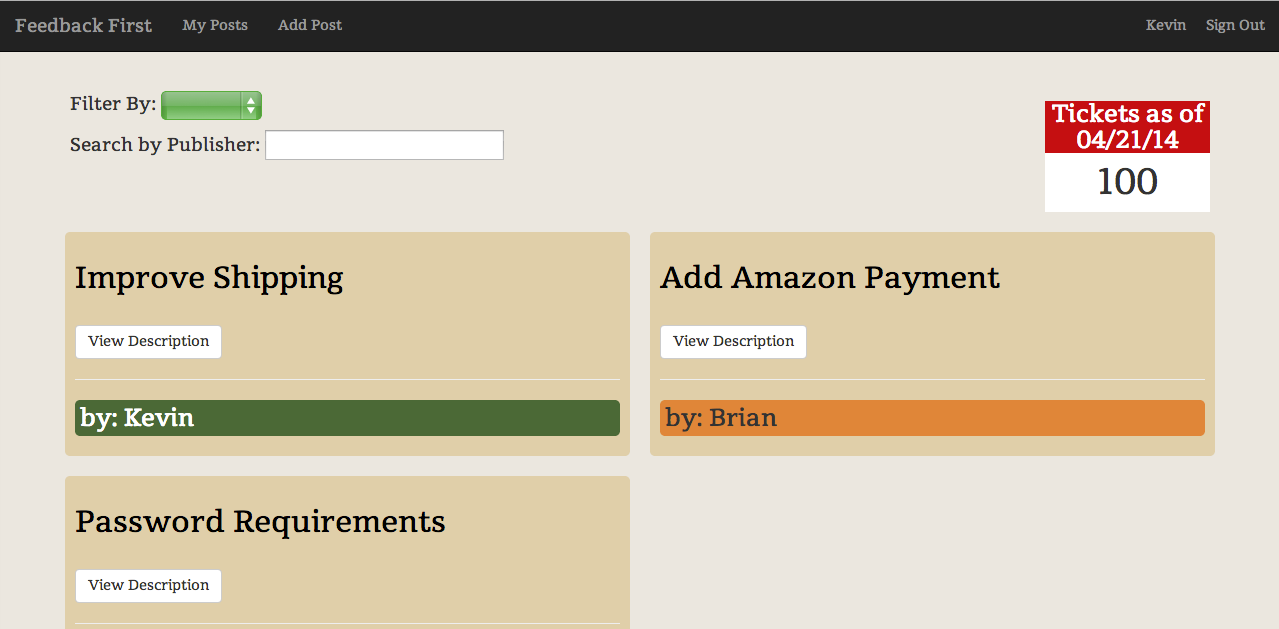 Feedback First My Posts Add Post Kevin Sign Out
Filter By:
Search by Publisher:
Tickets as of
04/21/14
100
Improve Shipping
View Description
by: Kevin
Add Amazon Payment
View Description
by: Brian
Password Requirements
View Description